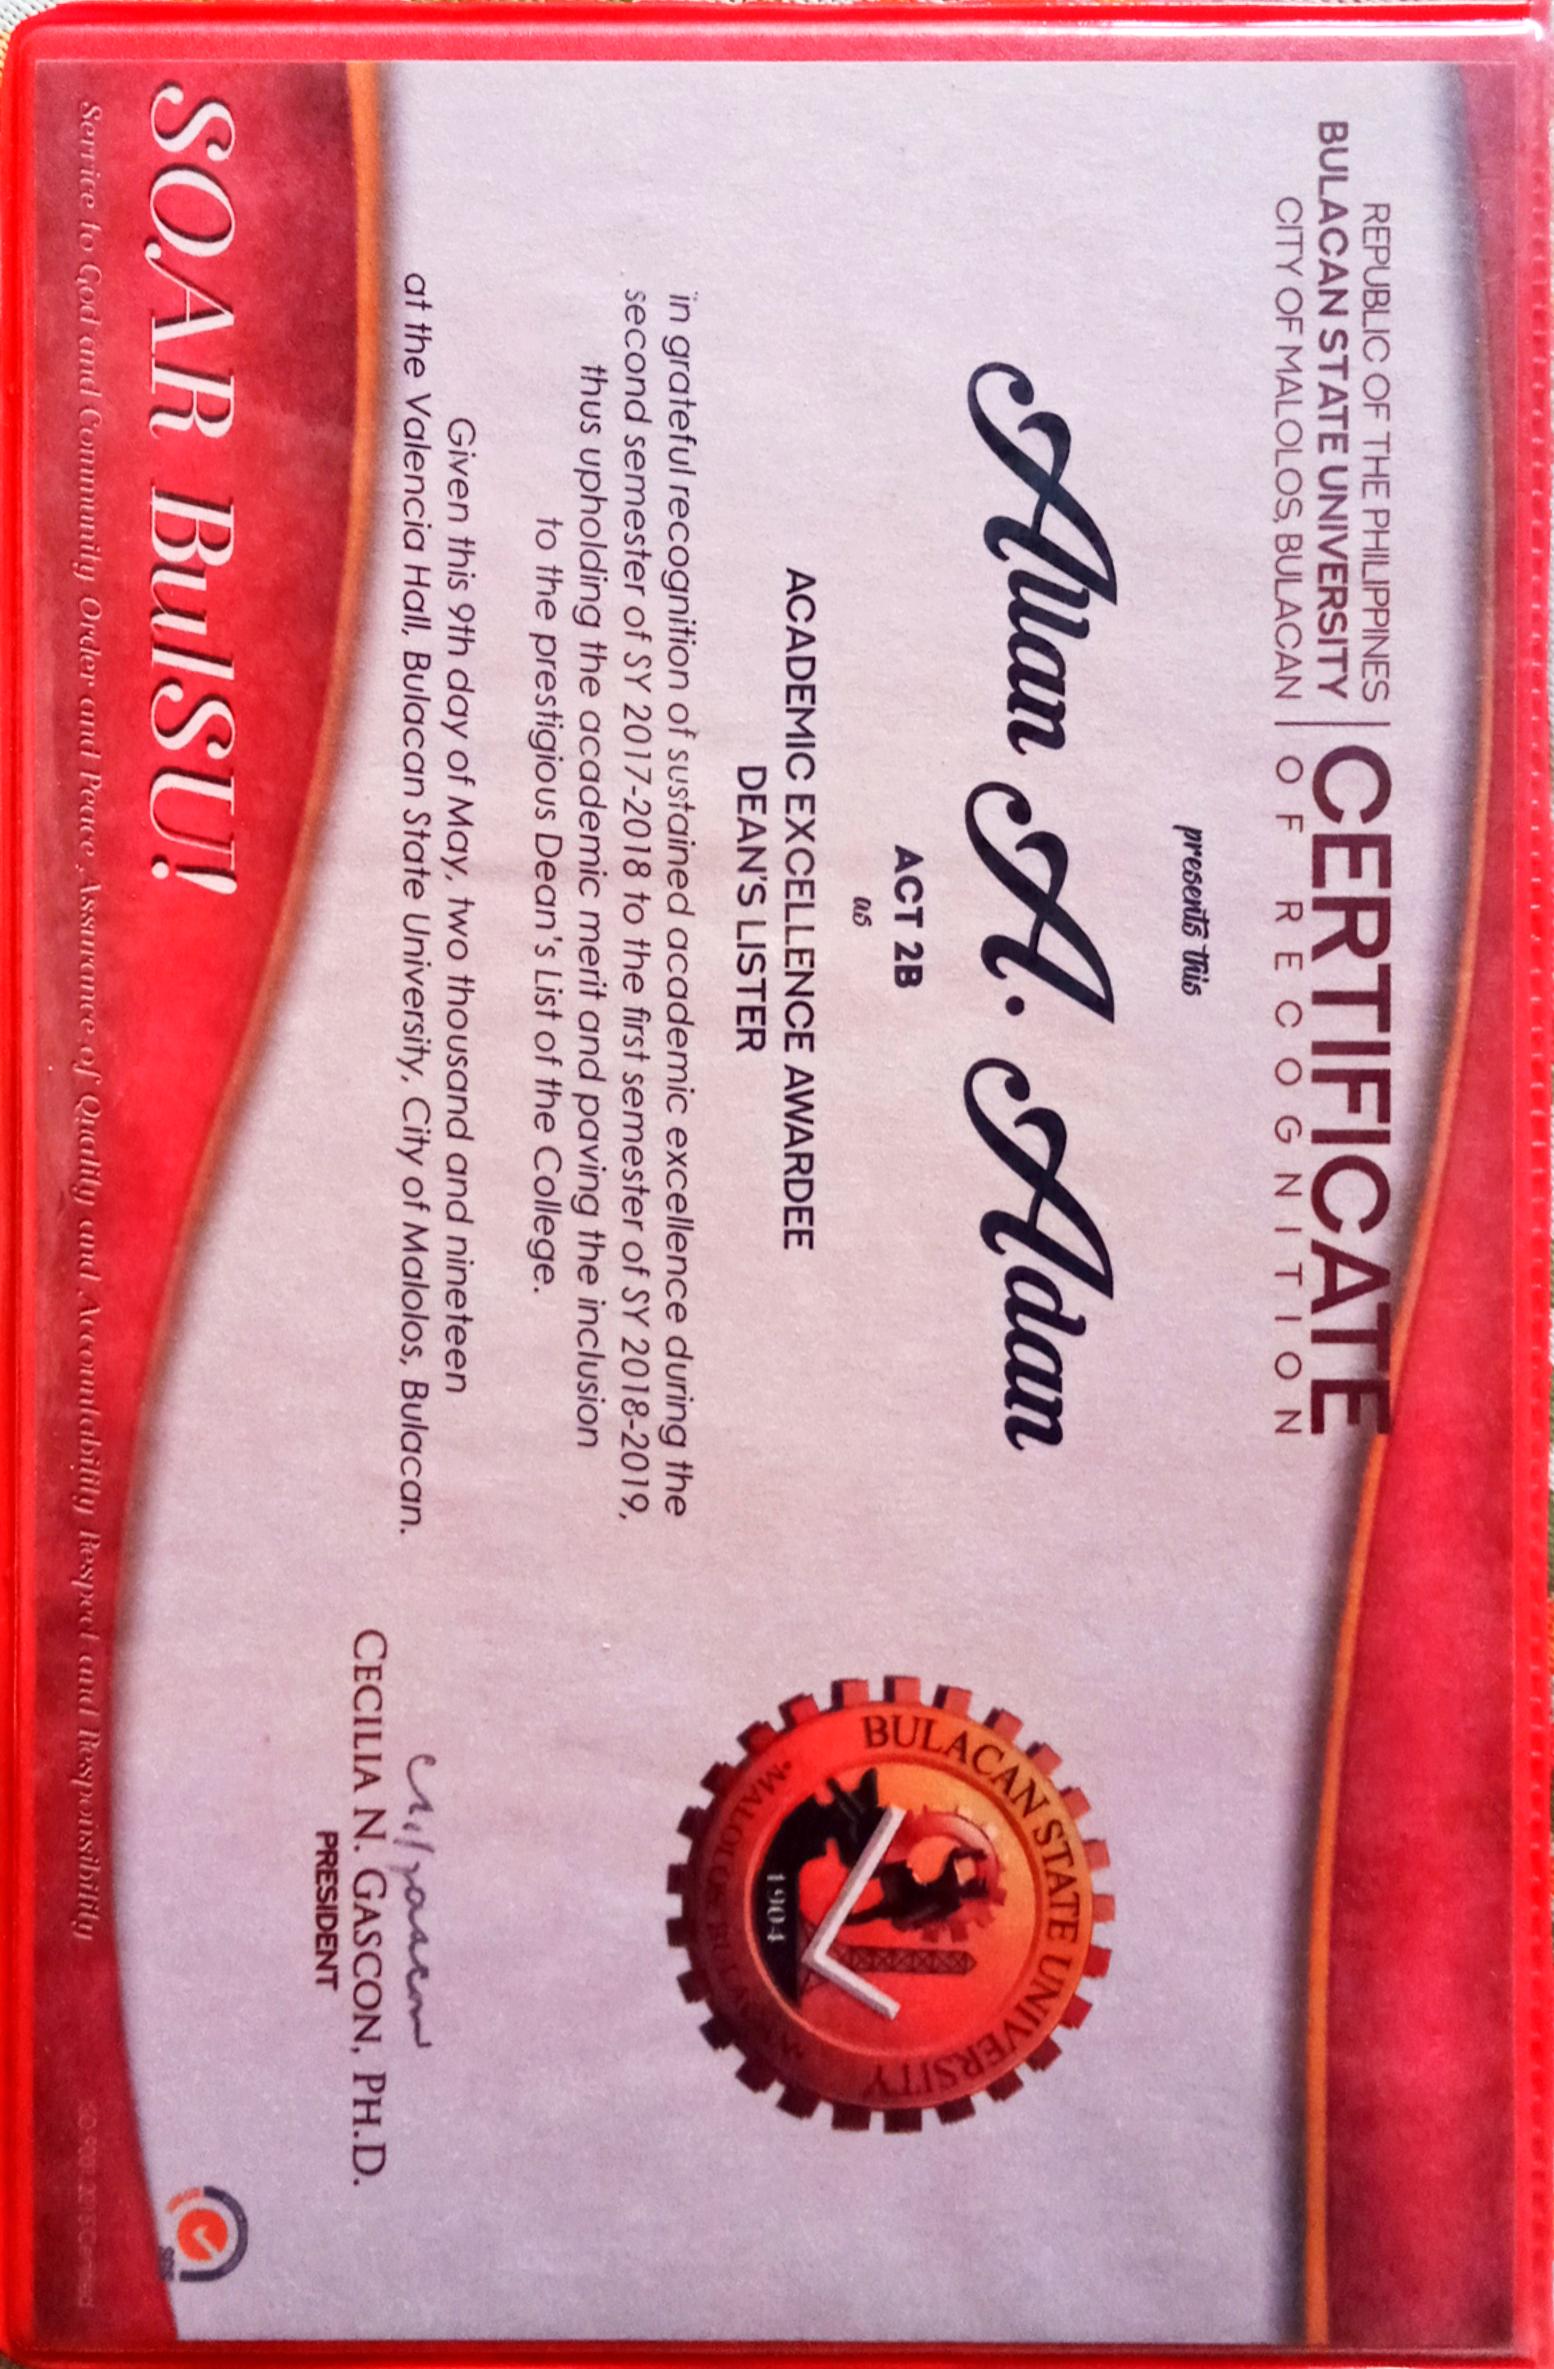 REPUBLIC OF THE PHILIPPINES
BULACAN STATE UNIVERSITY
CITY OF MALOLOS, BULACAN
CERTIFICATE
OF RECOGNITION
presents this
Allan A. Adan
ACT 2B
as
ACADEMIC EXCELLENCE AWARDEE
DEAN'S LISTER
in grateful recognition of sustained academic excellence during the
second semester of SY 2017-2018 to the first semester of SY 2018-2019,
thus upholding the academic merit and paving the inclusion
to the prestigious Dean's List of the College.
Given this 9th day of May, two thousand and nineteen
at the Valencia Hall, Bulacan State University, City of Malolos, Bulacan.
BULACAN STATE UNIVERSITY
1904
•MALOLOS, BULACAN•
CECILIA N. GASCON, PH.D.
PRESIDENT
SGS
SOAR BulSU!
Service to God and Community Order and Peace Assurance of Quality and Accountability Respect and Responsibility
ISO 9001:2015 Certified